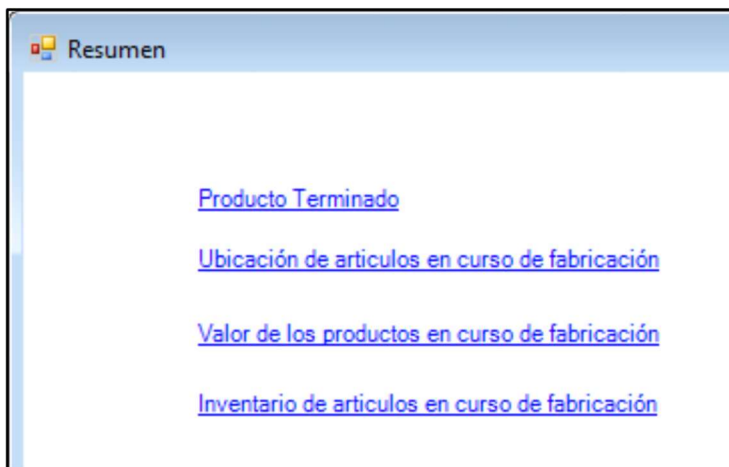 Resumen
Producto Terminado
Ubicación de articulos en curso de fabricación
Valor de los productos en curso de fabricación
Inventario de articulos en curso de fabricación